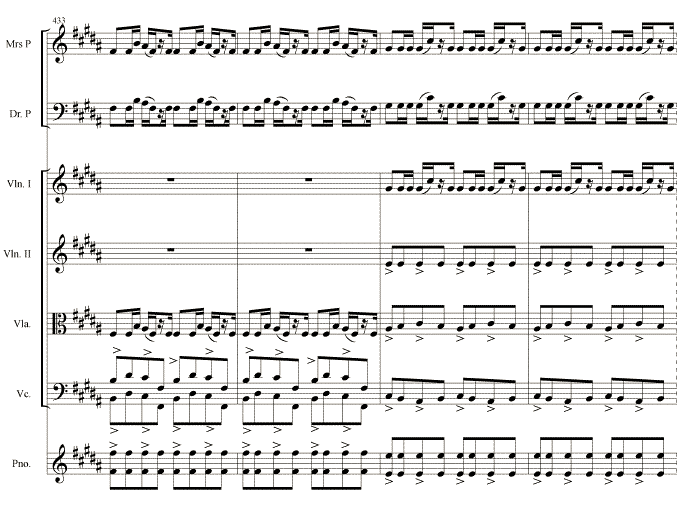 433
Mrs P
Dr. P
Vln. I
Vln. II
Vla.
Vc.
Pno.